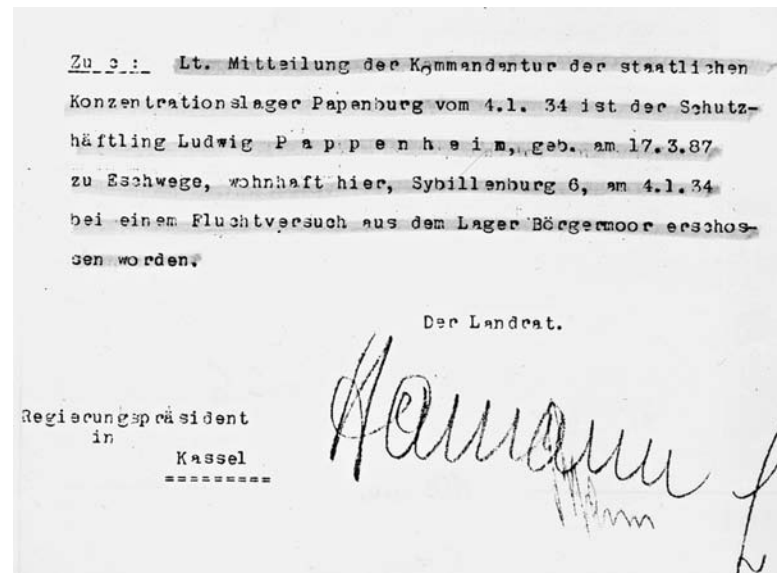 Zu c: Lt. Mitteilung der Kommandantur der staatlichen
Konzentrationslager Papenburg vom 4.1. 34 ist der Schutz-
häftling Ludwig P a p p e n h e i m, geb. am 17.3.87
zu Eschwege, wohnhaft hier, Sybillenburg 6, am 4.1.34
bei einem Fluchtversuch aus dem Lager Börgermoor erschos-
sen worden.
Der Landrat.
Regierungspräsident
in
Kassel
=========